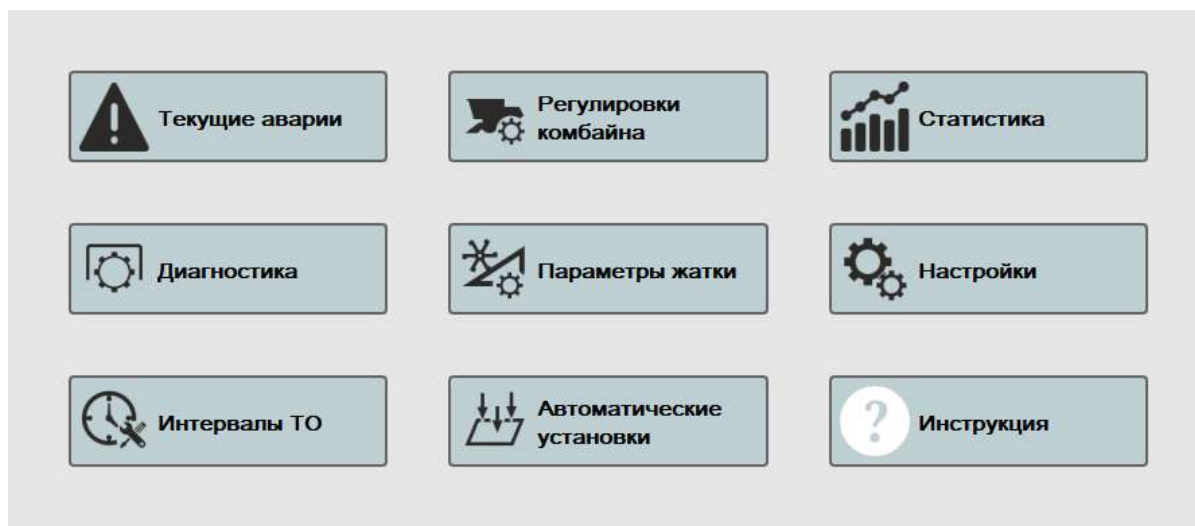 Текущие аварии
Регулировки
комбайна
Статистика
Диагностика
Параметры жатки
Настройки
Интервалы ТО
Автоматические
установки
?
Инструкция